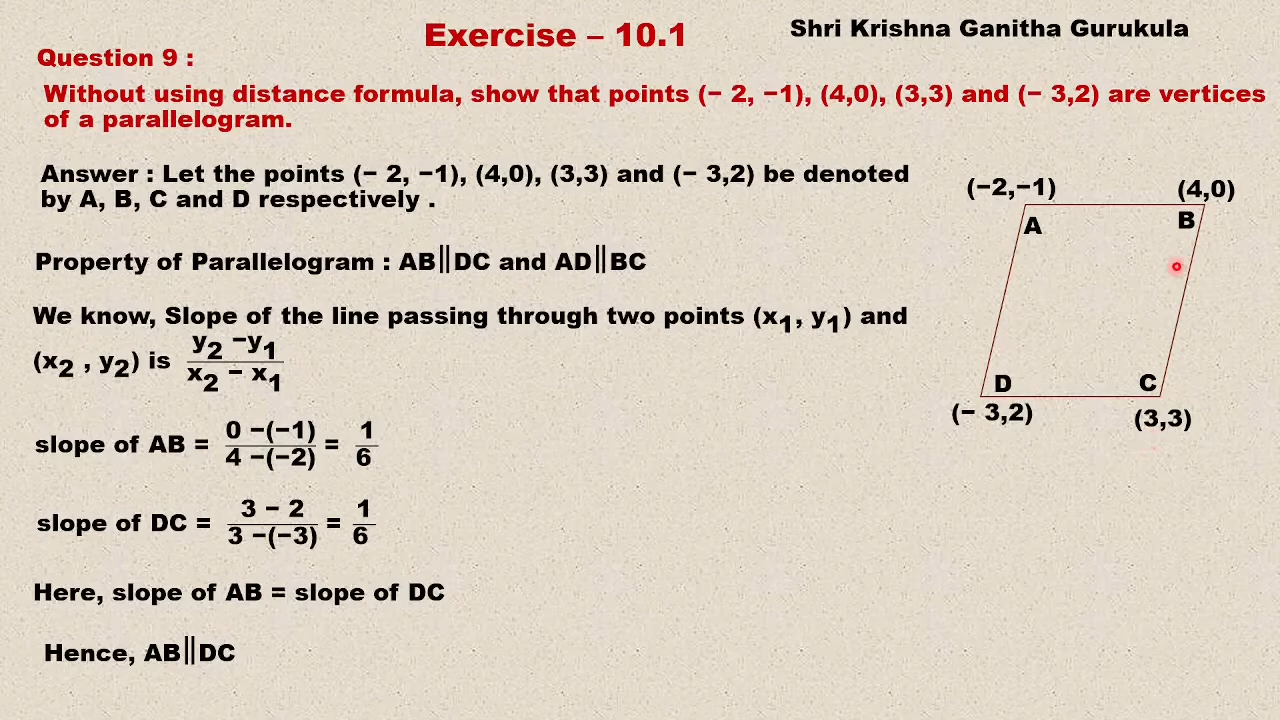 Exercise – 10.1
Shri Krishna Ganitha Gurukula
Question 9 :
Without using distance formula, show that points (− 2, −1), (4,0), (3,3) and (− 3,2) are vertices
of a parallelogram.
Answer : Let the points (− 2, −1), (4,0), (3,3) and (− 3,2) be denoted
by A, B, C and D respectively .
Property of Parallelogram : AB||DC and AD||BC
We know, Slope of the line passing through two points (x₁, y₁) and
(x₂ , y₂) is (y₂ −y₁)/(x₂ − x₁)
slope of AB = (0 −(−1))/(4 −(−2)) = 1/6
slope of DC = (3 − 2)/(3 −(−3)) = 1/6
Here, slope of AB = slope of DC
Hence, AB||DC
(−2,−1) (4,0)
A B
D C
(− 3,2) (3,3)